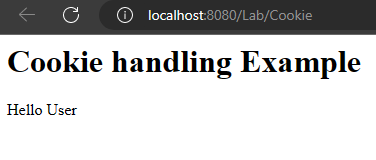 localhost:8080/Lab/Cookie
Cookie handling Example
Hello User